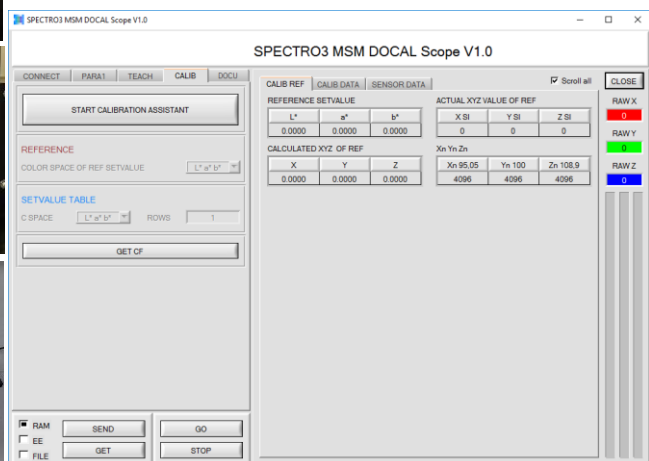 SPECTRO3 MSM DOCAL Scope V1.0
SPECTRO3 MSM DOCAL Scope V1.0
CONNECT PARA1 TEACH CALIB DOCU
START CALIBRATION ASSISTANT
REFERENCE
COLOR SPACE OF REF SETVALUE L* a* b*
SETVALUE TABLE
C SPACE L* a* b* ROWS 1
GET CF
RAM
EE
FILE
SEND
GET
GO
STOP
CALIB REF CALIB DATA SENSOR DATA
Scroll all
CLOSE
REFERENCE SETVALUE
L* a* b*
0.0000 0.0000 0.0000
ACTUAL XYZ VALUE OF REF
X SI Y SI Z SI
0 0 0
CALCULATED XYZ OF REF
X Y Z
0.0000 0.0000 0.0000
Xn Yn Zn
Xn 95,05 Yn 100 Zn 108,9
4096 4096 4096
RAW X
0
RAW Y
0
RAW Z
0